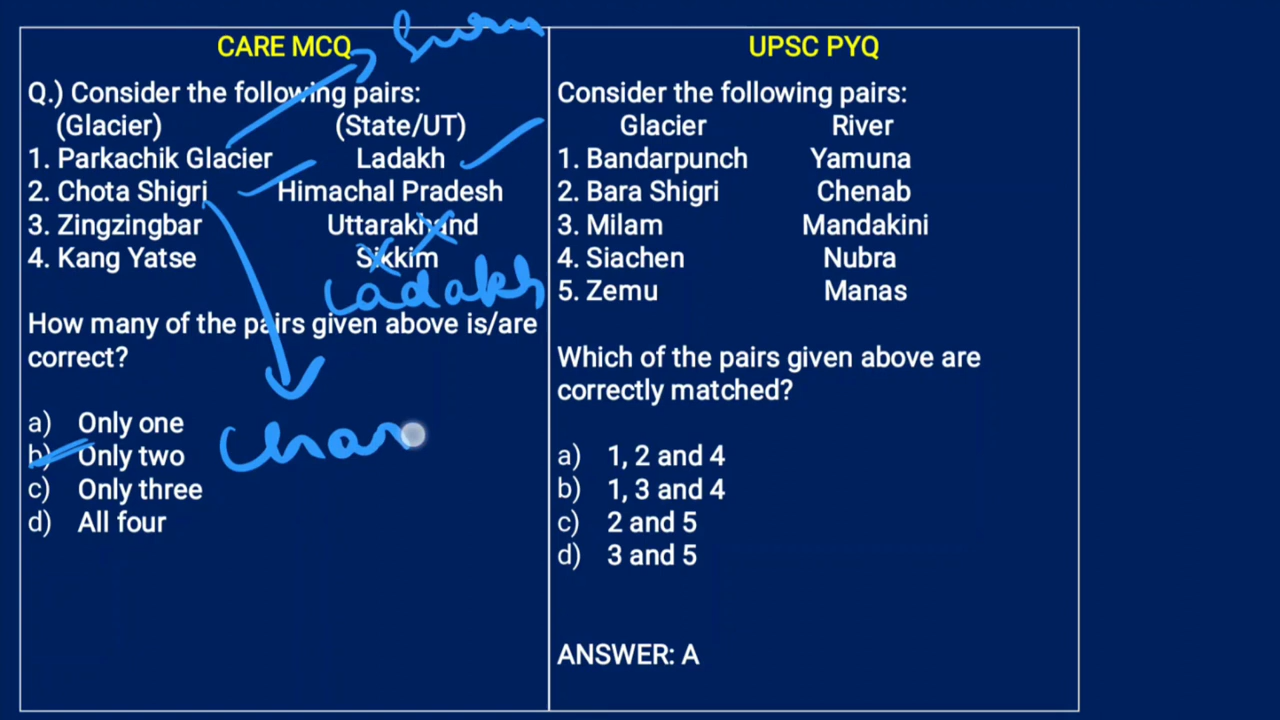 CARE MCQ
Q.) Consider the following pairs:
(Glacier) (State/UT)
1. Parkachik Glacier Ladakh
2. Chota Shigri Himachal Pradesh
3. Zingzingbar Uttarakhand
4. Kang Yatse Sikkim
Ladakh
How many of the pairs given above is/are
correct?
a) Only one
b) Only two
c) Only three
d) All four
UPSC PYQ
Consider the following pairs:
Glacier River
1. Bandarpunch Yamuna
2. Bara Shigri Chenab
3. Milam Mandakini
4. Siachen Nubra
5. Zemu Manas
Which of the pairs given above are
correctly matched?
a) 1, 2 and 4
b) 1, 3 and 4
c) 2 and 5
d) 3 and 5
ANSWER: A